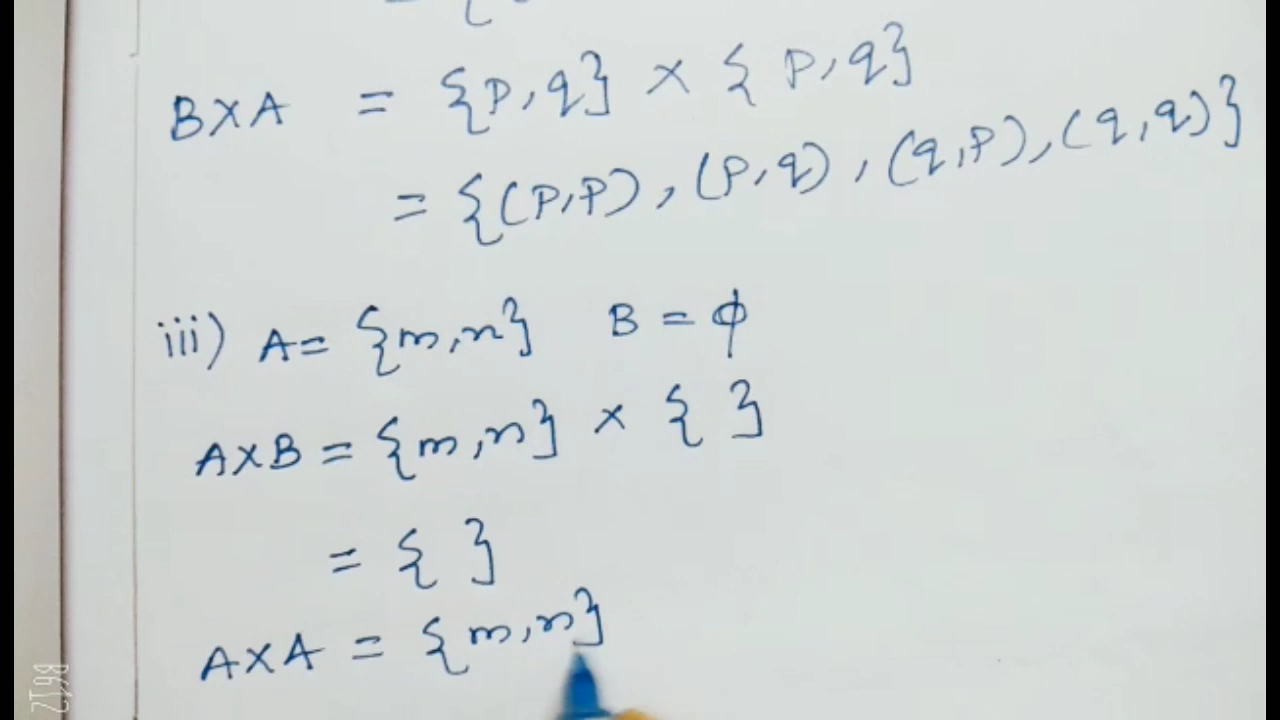 = {
B×A = {P,q} × {P,q}
= {(P,P), (P,q), (q,P), (q,q)}
iii) A= {m,n} B = ϕ
A×B = {m,n} × { }
= { }
A×A = {m,n}